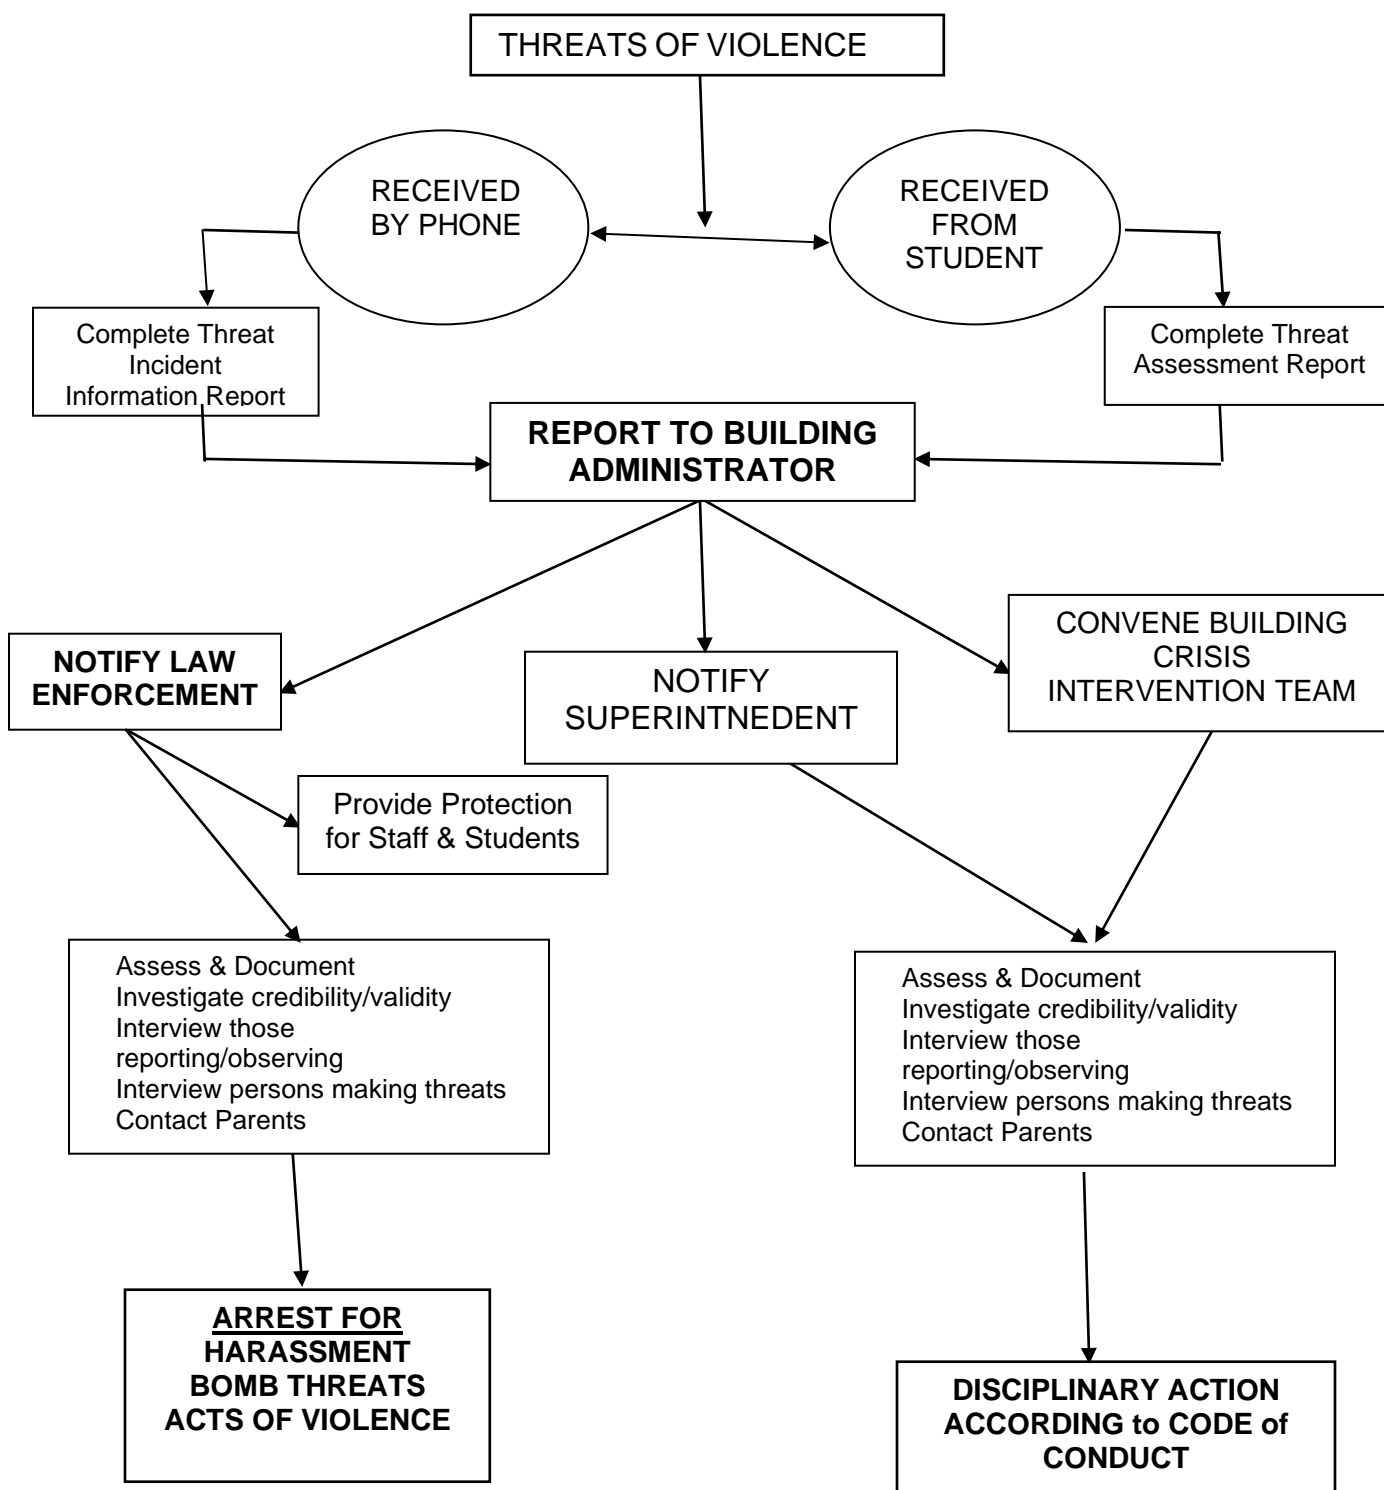 THREATS OF VIOLENCE
RECEIVED
BY PHONE
RECEIVED
FROM
STUDENT
Complete Threat
Incident
Information Report
Complete Threat
Assessment Report
REPORT TO BUILDING
ADMINISTRATOR
NOTIFY LAW
ENFORCEMENT
NOTIFY
SUPERINTNEDENT
CONVENE BUILDING
CRISIS
INTERVENTION TEAM
Provide Protection
for Staff & Students
Assess & Document
Investigate credibility/validity
Interview those
reporting/observing
Interview persons making threats
Contact Parents
Assess & Document
Investigate credibility/validity
Interview those
reporting/observing
Interview persons making threats
Contact Parents
ARREST FOR
HARASSMENT
BOMB THREATS
ACTS OF VIOLENCE
DISCIPLINARY ACTION
ACCORDING to CODE of
CONDUCT